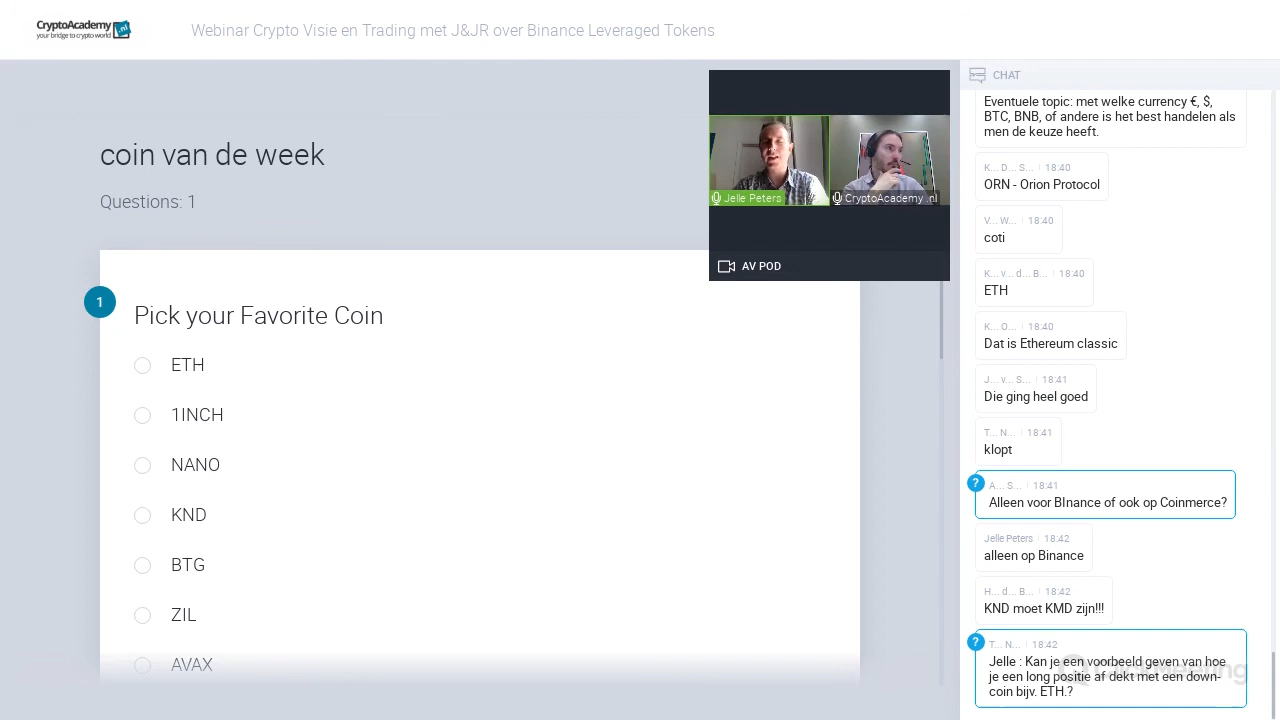 CryptoAcademy .nl
your bridge to crypto world
Webinar Crypto Visie en Trading met J&JR over Binance Leveraged Tokens
coin van de week
Questions: 1
1
Pick your Favorite Coin
ETH
1INCH
NANO
KND
BTG
ZIL
AVAX
Jelle Peters
CryptoAcademy .nl
AV POD
CHAT
Eventuele topic: met welke currency €, $,
BTC, BNB, of andere is het best handelen als
men de keuze heeft.
K... D... S... 18:40
ORN - Orion Protocol
V... W... 18:40
coti
K... v... d... B... 18:40
ETH
K... O... 18:40
Dat is Ethereum classic
J... v... S... 18:41
Die ging heel goed
T... N... 18:41
klopt
?
A... S... 18:41
Alleen voor BInance of ook op Coinmerce?
Jelle Peters 18:42
alleen op Binance
H... d... B... 18:42
KND moet KMD zijn!!!
?
T... N... 18:42
Jelle : Kan je een voorbeeld geven van hoe
je een long positie af dekt met een down-
coin bijv. ETH.?